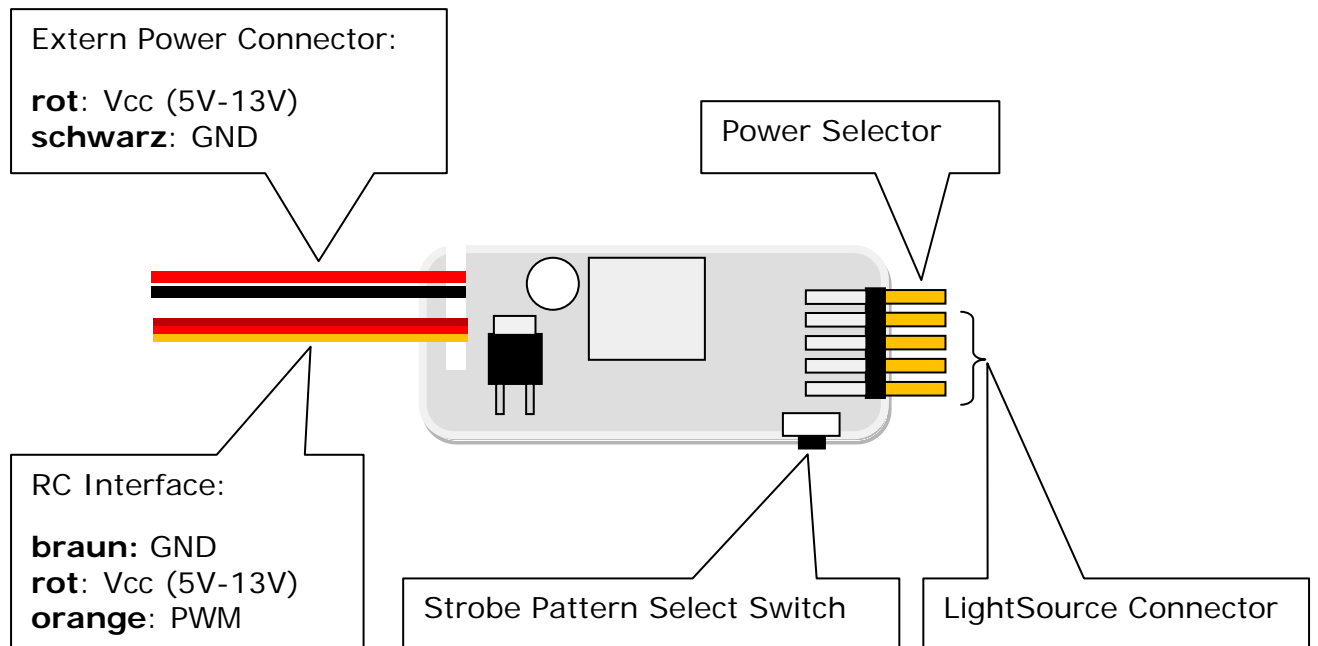 Extern Power Connector:
rot: Vcc (5V-13V)
schwarz: GND
Power Selector
RC Interface:
braun: GND
rot: Vcc (5V-13V)
orange: PWM
Strobe Pattern Select Switch
LightSource Connector